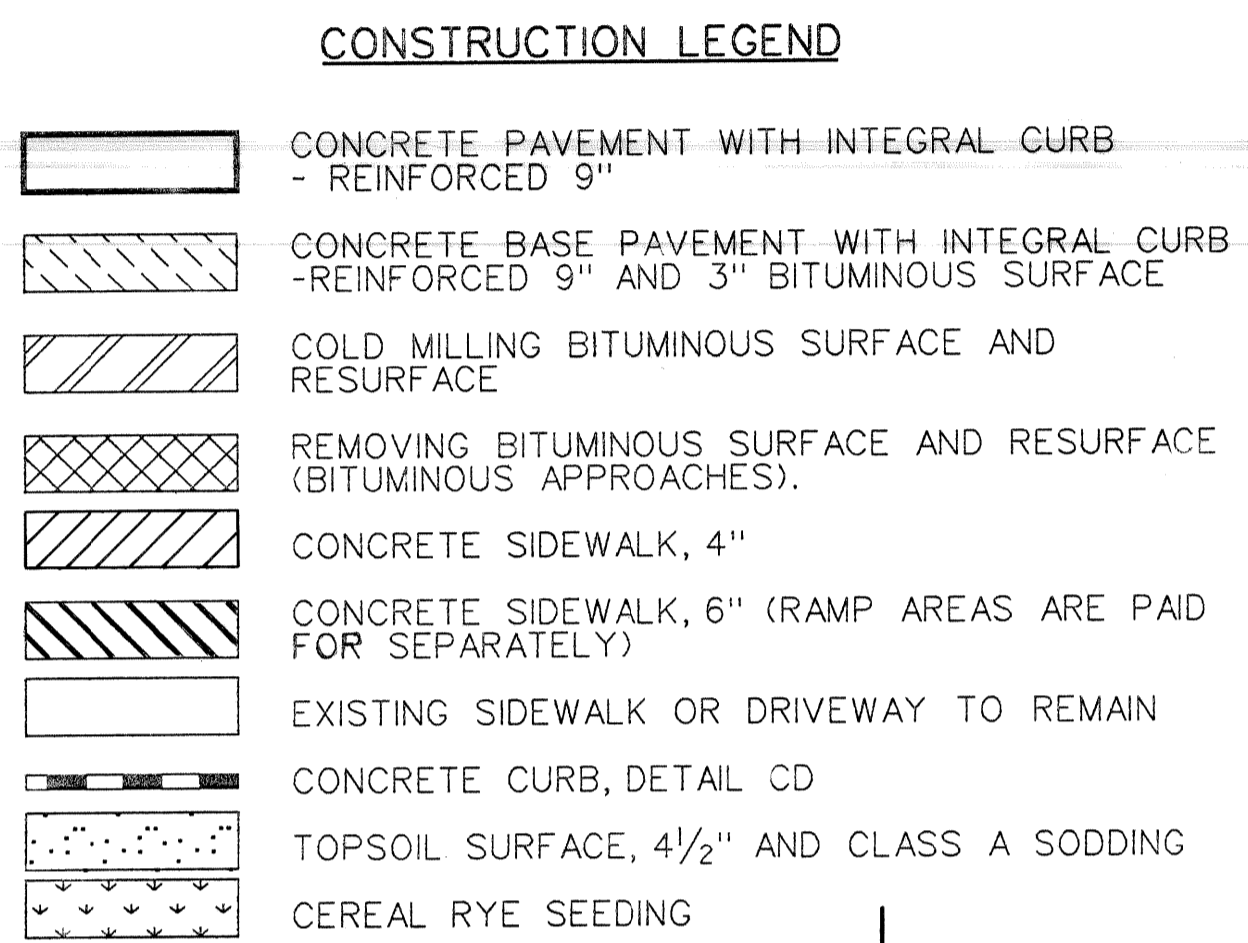 CONSTRUCTION LEGEND
CONCRETE PAVEMENT WITH INTEGRAL CURB
- REINFORCED 9"
CONCRETE BASE PAVEMENT WITH INTEGRAL CURB
-REINFORCED 9" AND 3" BITUMINOUS SURFACE
COLD MILLING BITUMINOUS SURFACE AND
RESURFACE
REMOVING BITUMINOUS SURFACE AND RESURFACE
(BITUMINOUS APPROACHES).
CONCRETE SIDEWALK, 4"
CONCRETE SIDEWALK, 6" (RAMP AREAS ARE PAID
FOR SEPARATELY)
EXISTING SIDEWALK OR DRIVEWAY TO REMAIN
CONCRETE CURB, DETAIL CD
TOPSOIL SURFACE, 4½" AND CLASS A SODDING
CEREAL RYE SEEDING